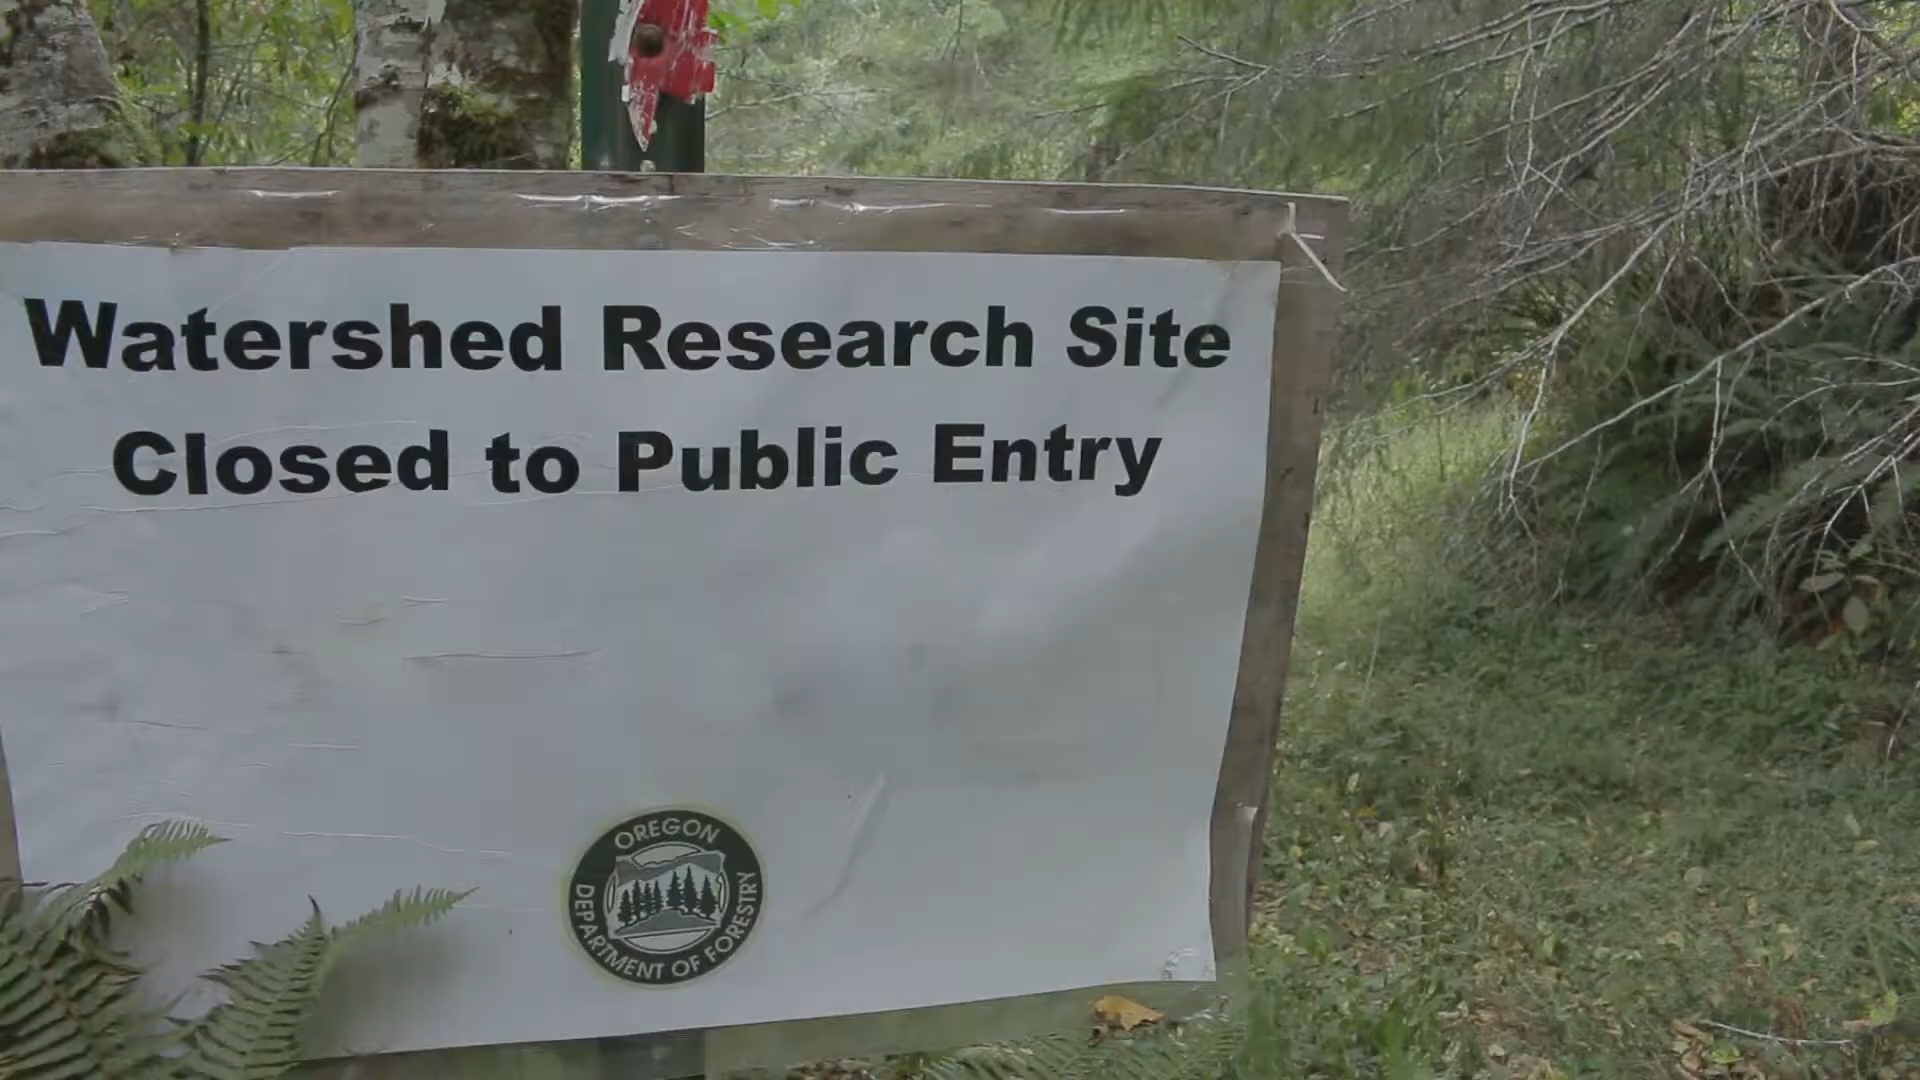 Watershed Research Site
Closed to Public Entry
OREGON
DEPARTMENT OF FORESTRY